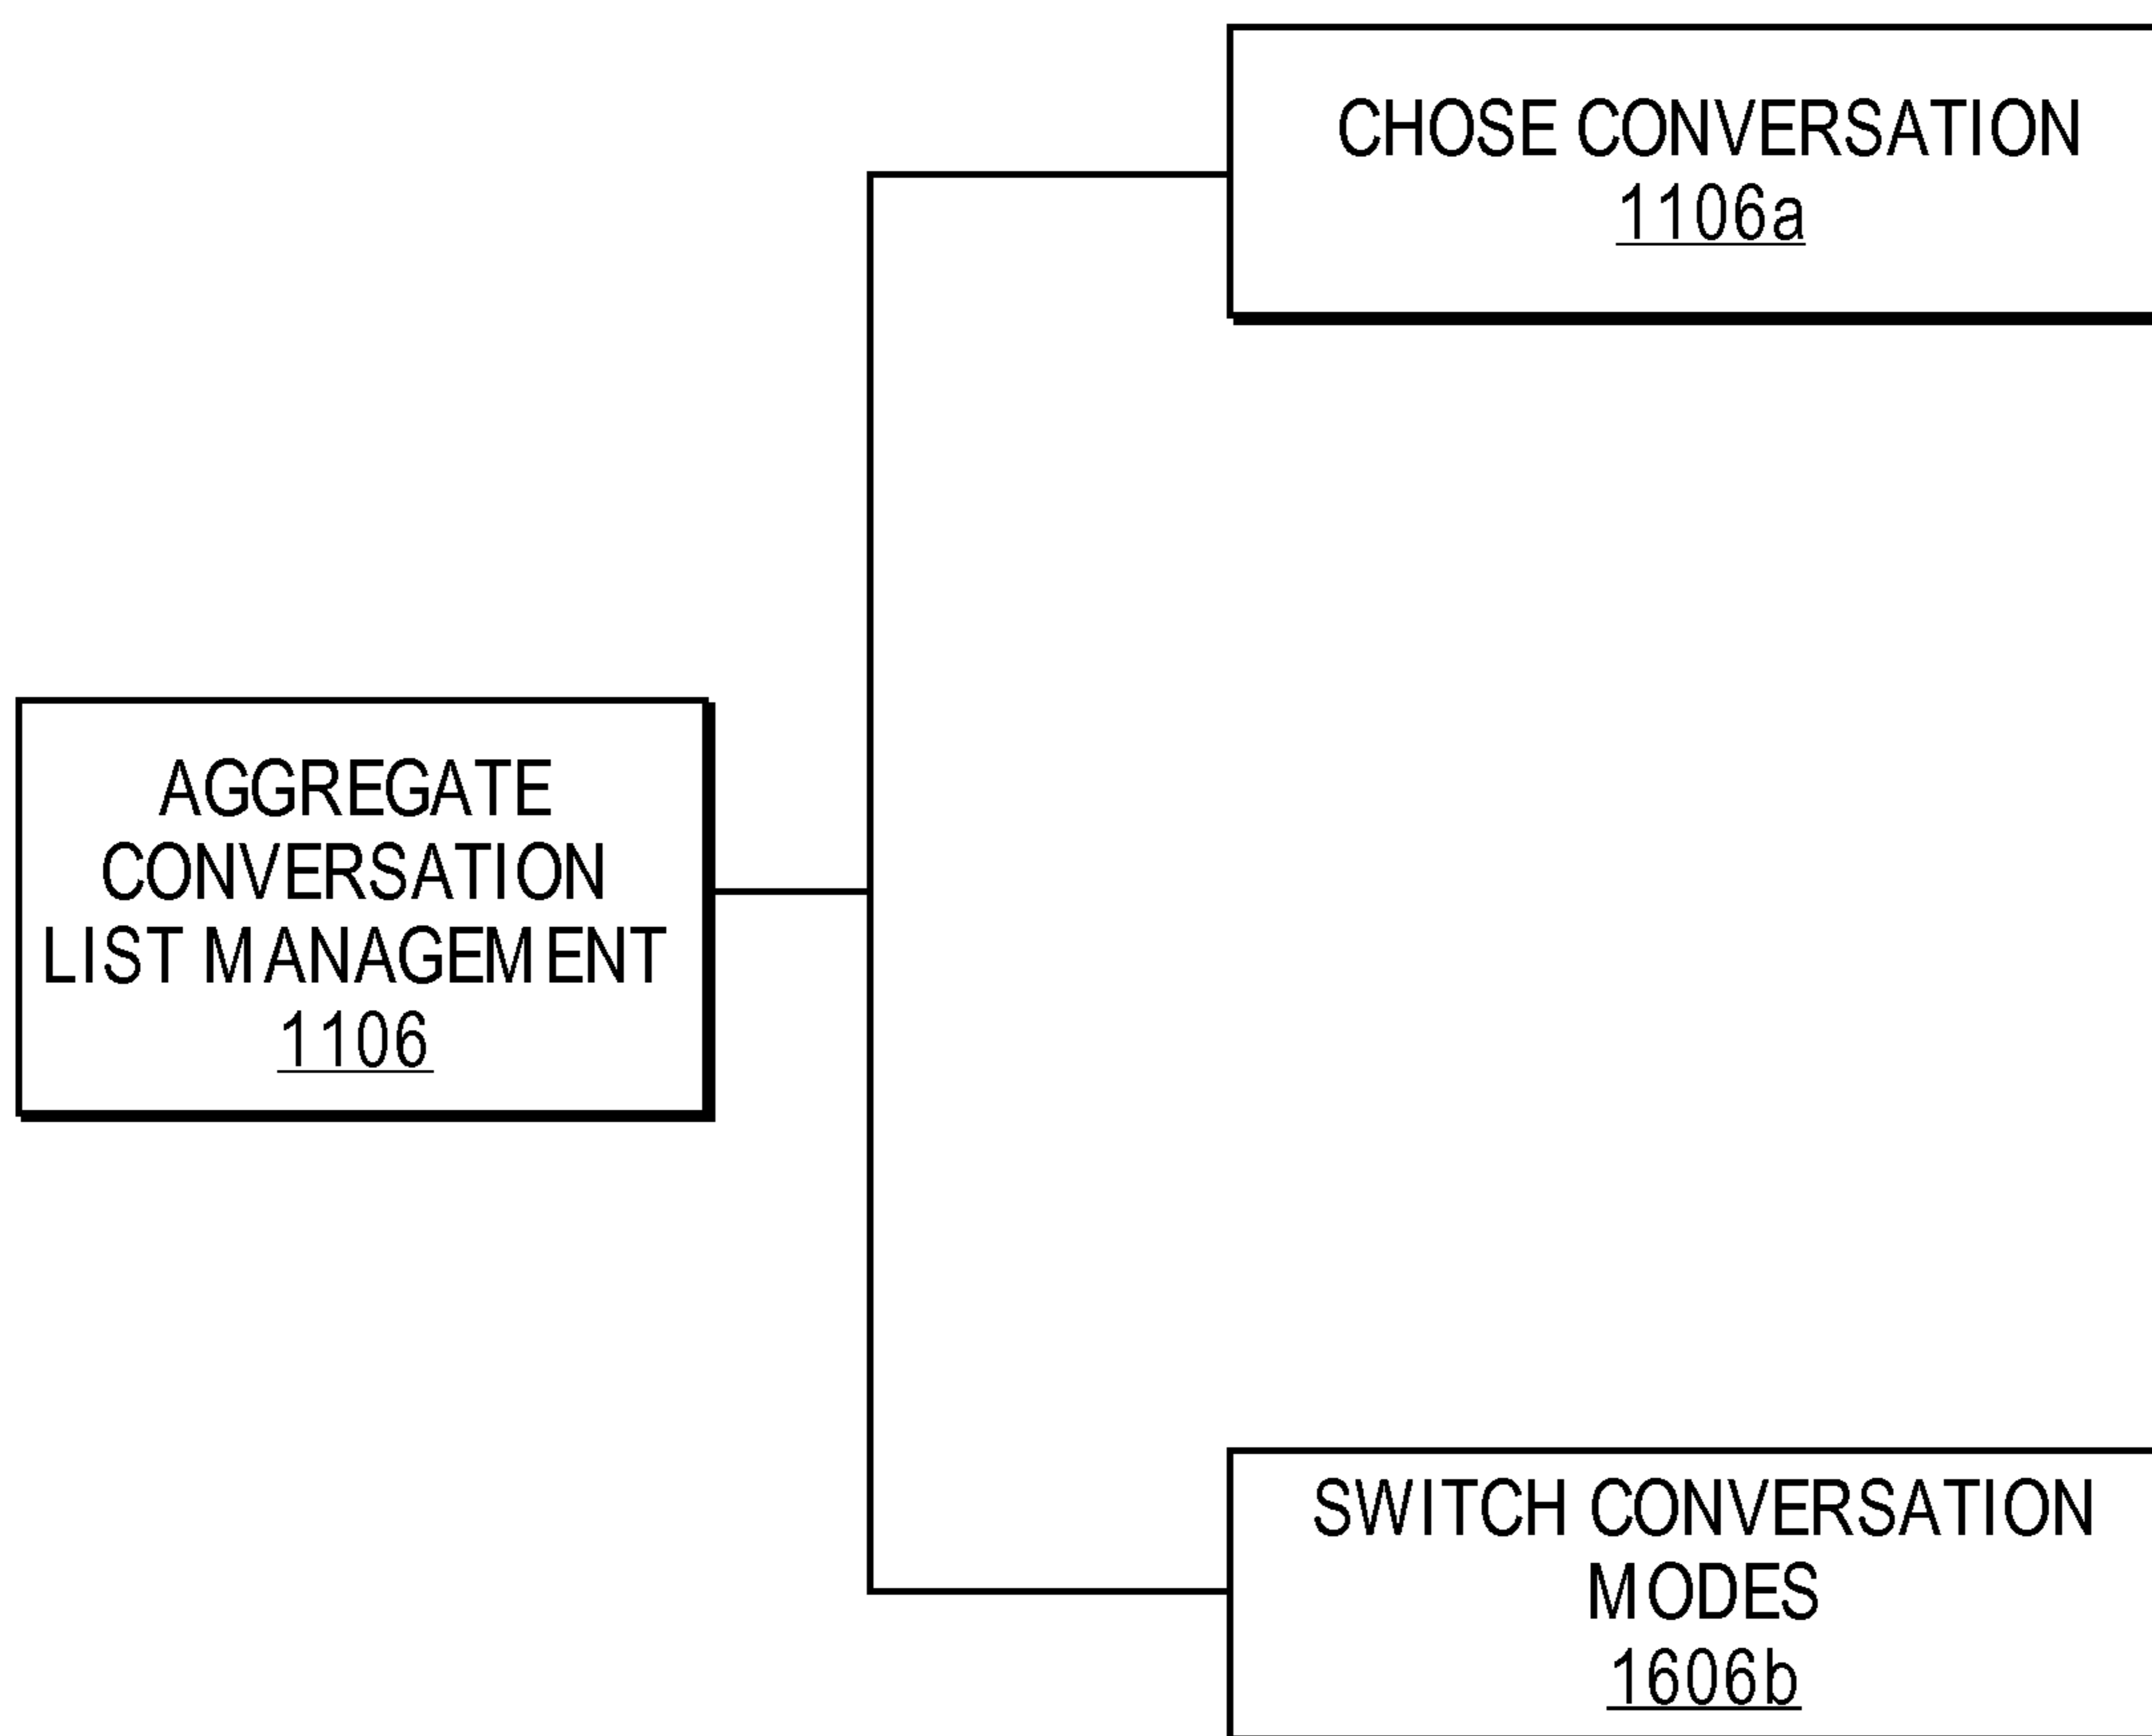 CHOSE CONVERSATION
1106a
AGGREGATE
CONVERSATION
LIST MANAGEMENT
1106
SWITCH CONVERSATION
MODES
1606b